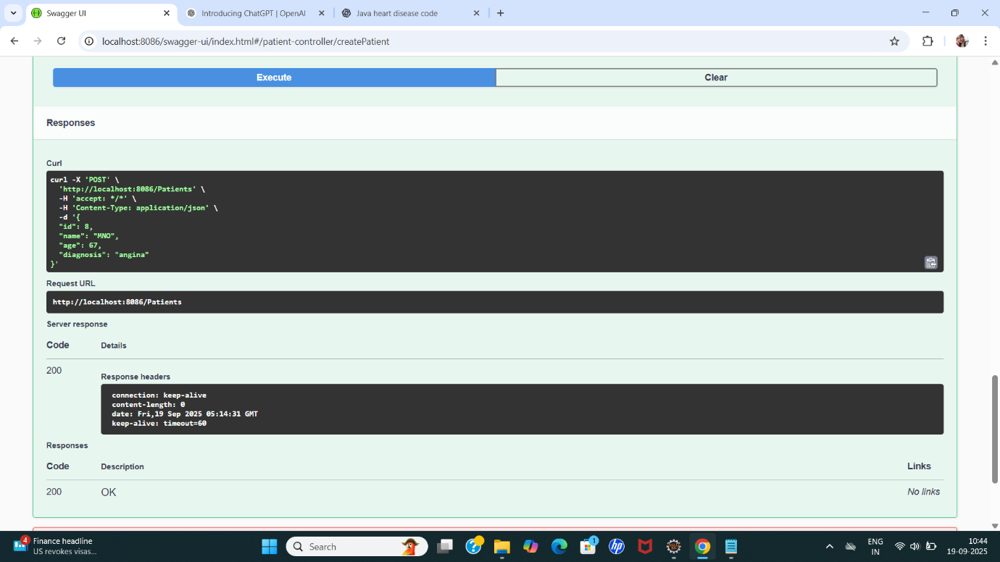 Swagger UI
Introducing ChatGPT | OpenAI
Java heart disease code
localhost:8086/swagger-ui/index.html#/patient-controller/createPatient
Execute
Clear
Responses
Curl
curl -X 'POST' \
'http://localhost:8086/Patients' \
-H 'accept: */*' \
-H 'Content-Type: application/json' \
-d '{
"id": 8,
"name": "MNO",
"age": 67,
"diagnosis": "angina"
}'
Request URL
http://localhost:8086/Patients
Server response
Code Details
200
Response headers
connection: keep-alive
content-length: 0
date: Fri,19 Sep 2025 05:14:31 GMT
keep-alive: timeout=60
Responses
Code Description Links
200 OK No links
4
Finance headline
US revokes visas...
Search
1
hp
ENG
IN
10:44
19-09-2025